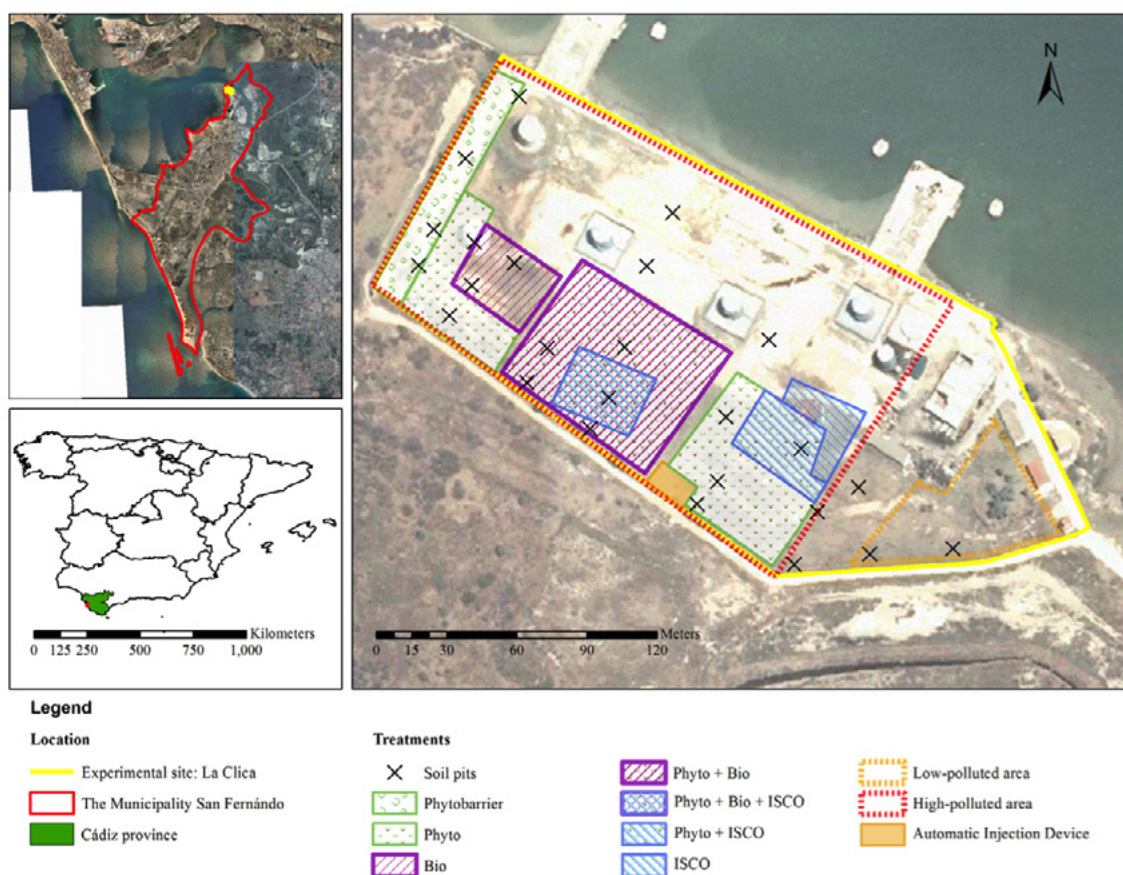 N
Kilometers
0 125 250 500 750 1,000
Meters
0 15 30 60 90 120
Legend
Location
Experimental site: La Clica
The Municipality San Fernándo
Cádiz province
Treatments
Soil pits
Phytobarrier
Phyto
Bio
Phyto + Bio
Phyto + Bio + ISCO
Phyto + ISCO
ISCO
Low-polluted area
High-polluted area
Automatic Injection Device